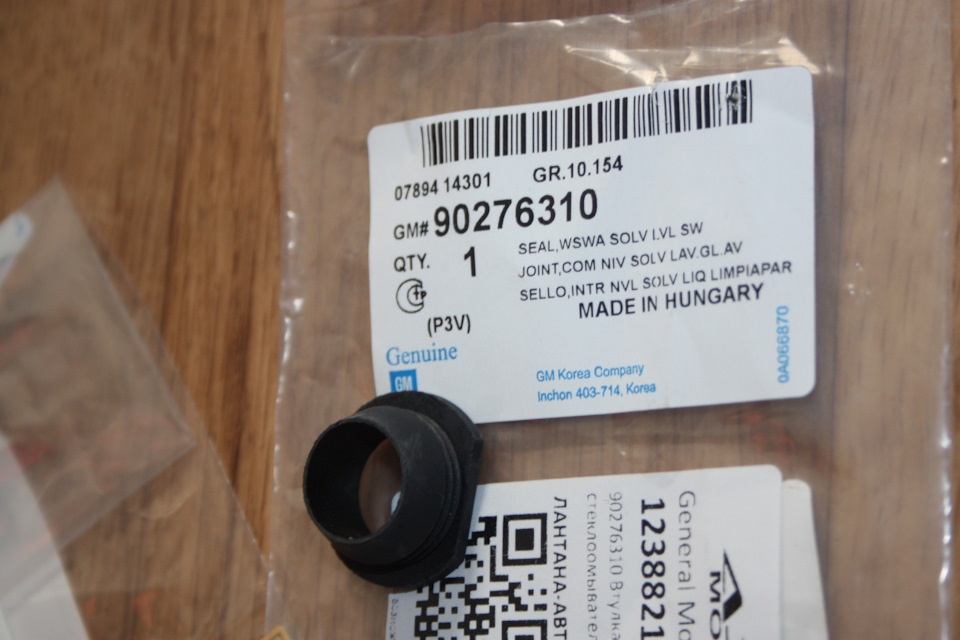 07894 14301 GR.10.154
GM# 90276310
QTY. 1
SEAL,WSWA SOLV LVL SW
JOINT,COM NIV SOLV LAV.GL.AV
SELLO,INTR NVL SOLV LIQ LIMPIAPAR
MADE IN HUNGARY
(P3V)
Genuine
GM
GM Korea Company
Inchon 403-714, Korea
0A066870
General Mo
1238821
90276310 Втулка
стеклоомывател
ЛАНТАНА-АВТ